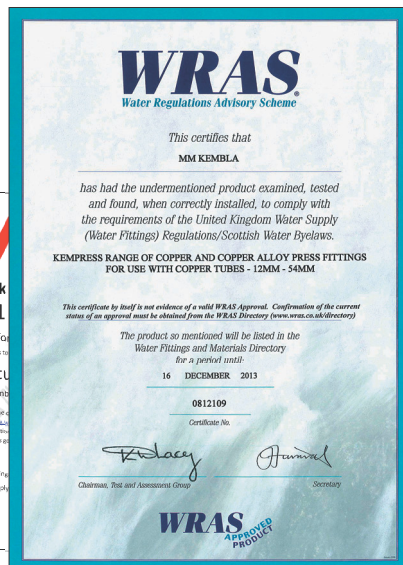 WRAS®
Water Regulations Advisory Scheme
This certifies that
MM KEMBLA
has had the undermentioned product examined, tested
and found, when correctly installed, to comply with
the requirements of the United Kingdom Water Supply
(Water Fittings) Regulations/Scottish Water Byelaws.
KEMPRESS RANGE OF COPPER AND COPPER ALLOY PRESS FITTINGS
FOR USE WITH COPPER TUBES - 12MM - 54MM
This certificate by itself is not evidence of a valid WRAS Approval. Confirmation of the current
status of an approval must be obtained from the WRAS Directory (www.wras.co.uk/directory)
The product so mentioned will be listed in the
Water Fittings and Materials Directory
for a period until:
16 DECEMBER 2013
0812109
Certificate No.
Chairman, Test and Assessment Group
Secretary
WRAS APPROVED
PRODUCT